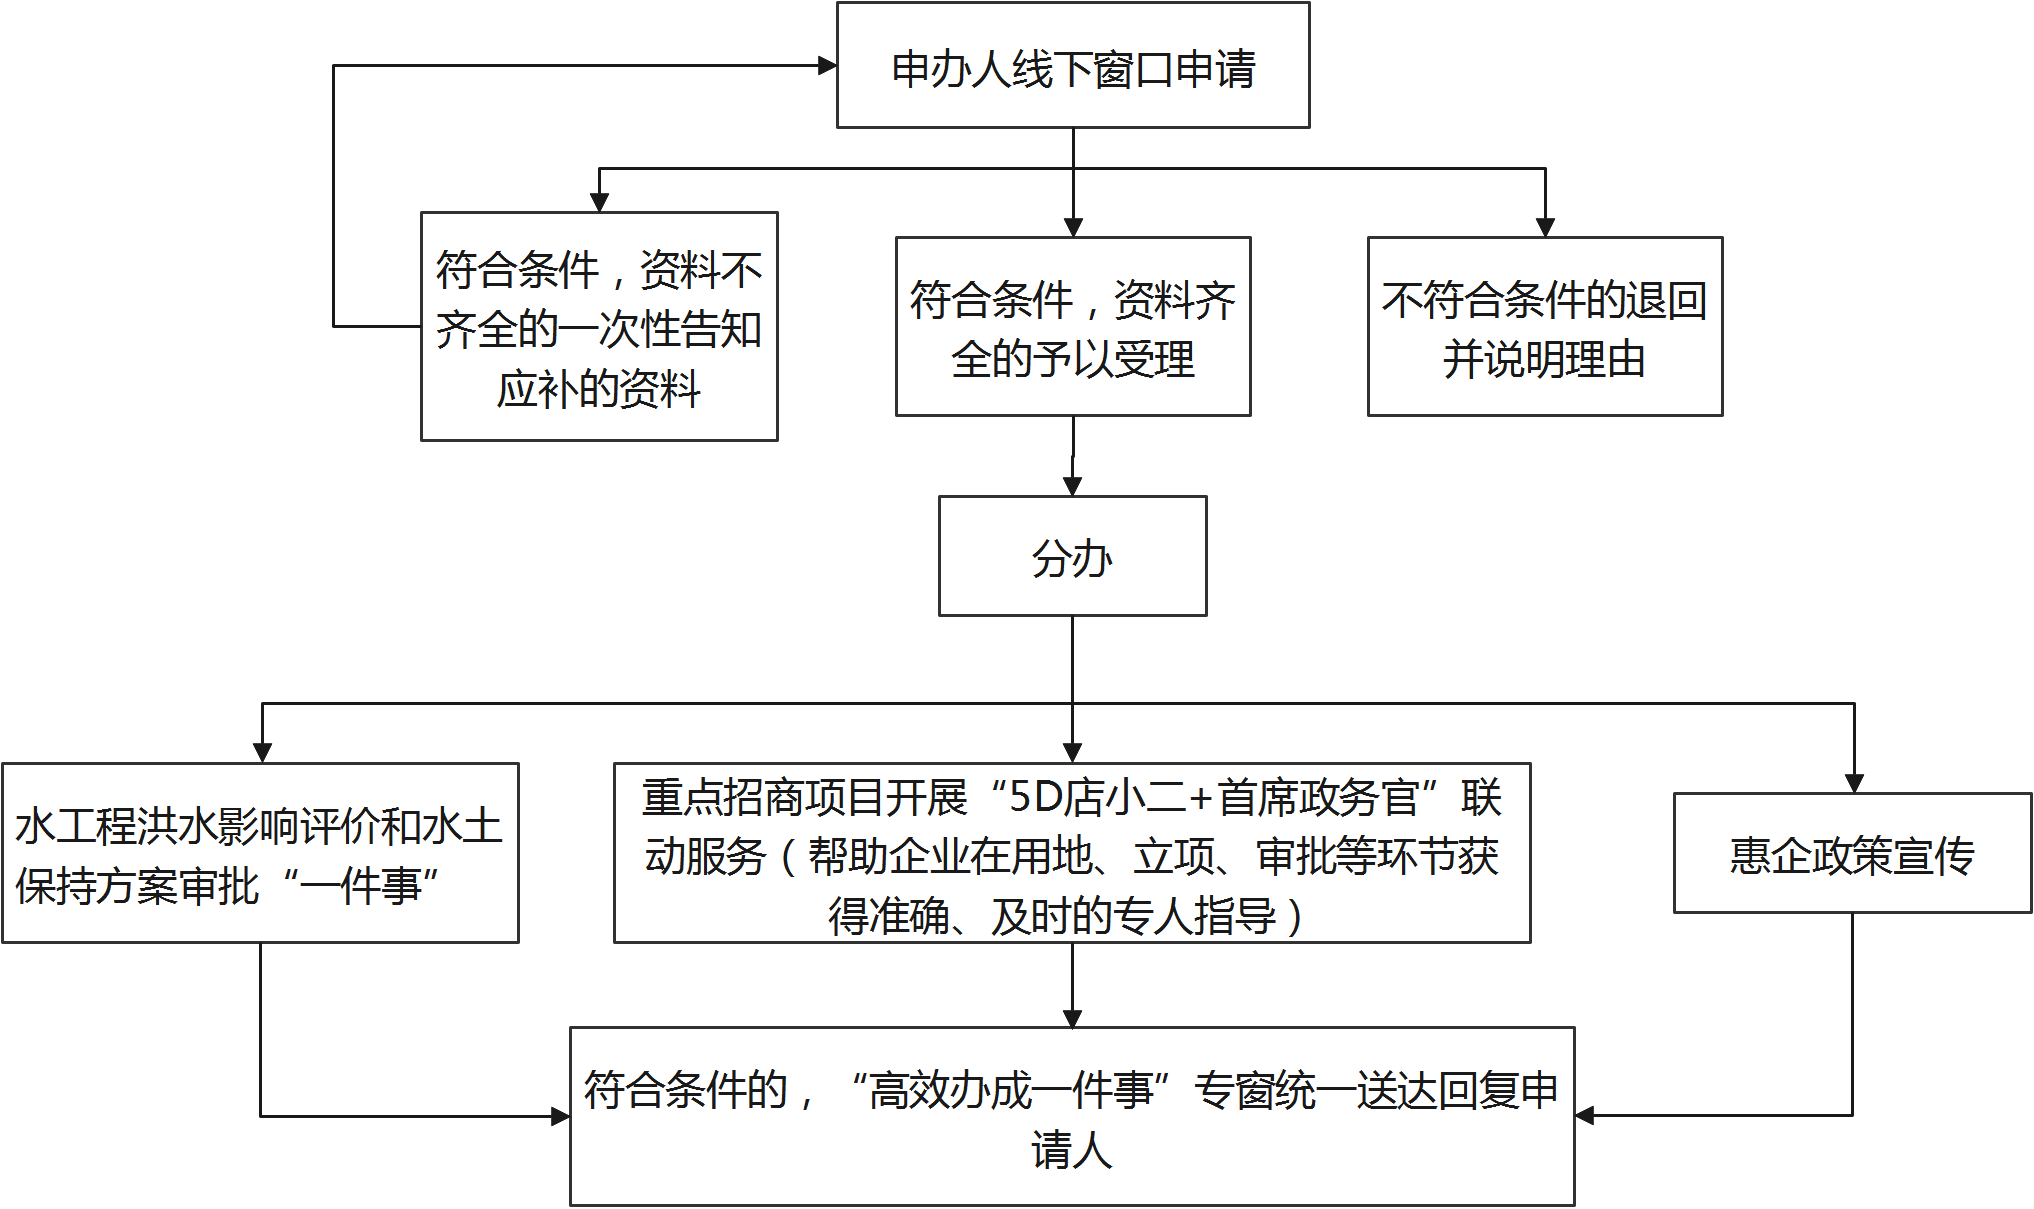 申办人线下窗口申请
符合条件，资料不
齐全的一次性告知
应补的资料
符合条件，资料齐
全的予以受理
不符合条件的退回
并说明理由
分办
水工程洪水影响评价和水土
保持方案审批“一件事”
重点招商项目开展“5D店小二+首席政务官”联
动服务（帮助企业在用地、立项、审批等环节获
得准确、及时的专人指导）
惠企政策宣传
符合条件的，“高效办成一件事”专窗统一送达回复申
请人